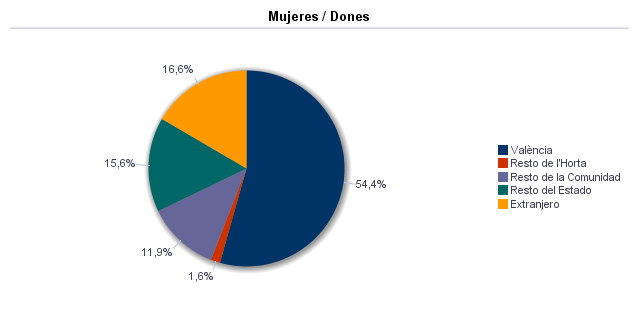 Mujeres / Dones
16,6%
15,6%
54,4%
11,9%
1,6%
València
Resto de l'Horta
Resto de la Comunidad
Resto del Estado
Extranjero